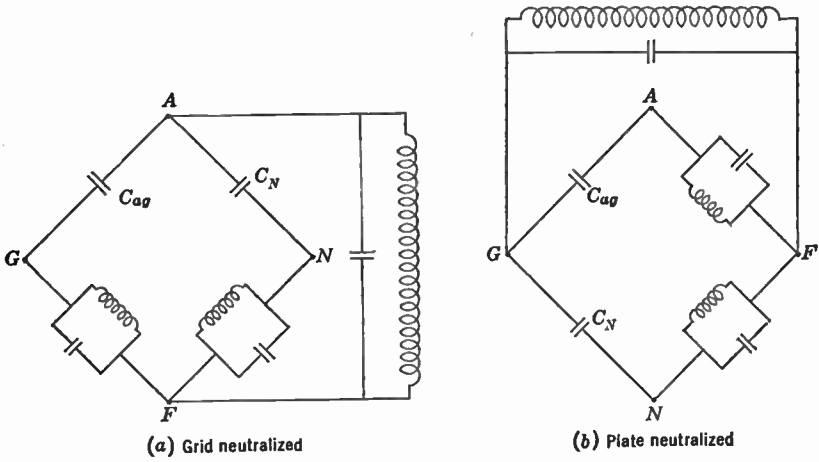 A
C_N
C_ag
G
N
F
(a) Grid neutralized
A
C_ag
G
F
C_N
N
(b) Plate neutralized